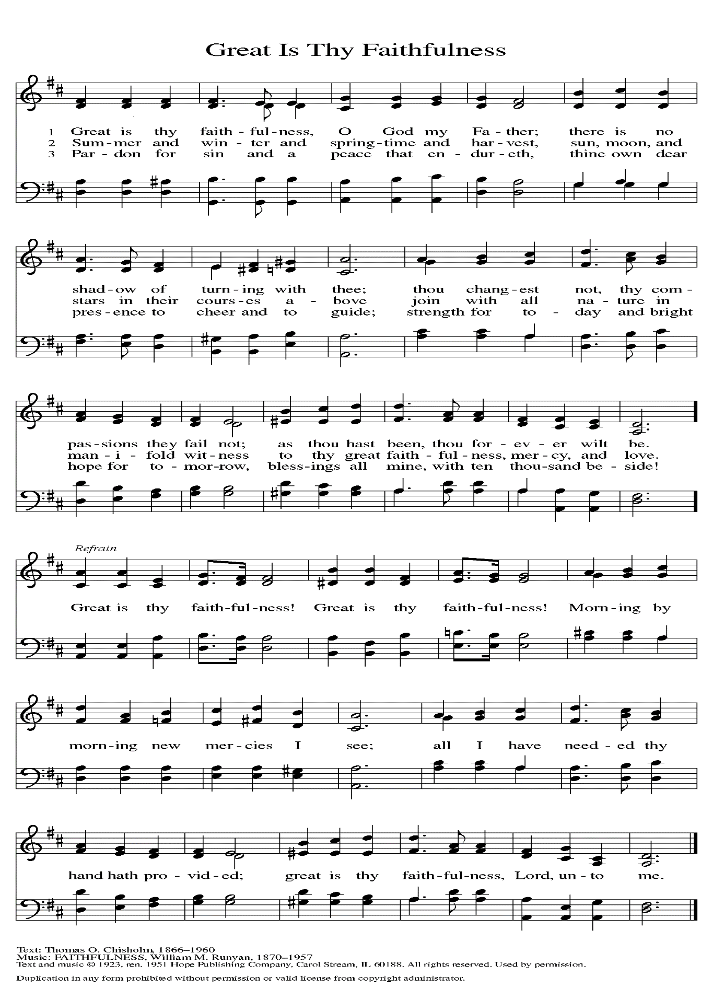 Great Is Thy Faithfulness
1 Great is thy faith - ful - ness, O God my Fa - ther; there is no
2 Sum - mer and win - ter and spring - time and har - vest, sun, moon, and
3 Par - don for sin and a peace that en - dur - eth, thine own dear
shad - ow of turn - ing with thee; thou chang - est not, thy com -
stars in their cours - es a - bove join with all na - ture in
pres - ence to cheer and to guide; strength for to - day and bright
pas - sions they fail not; as thou hast been, thou for - ev - er wilt be.
man - i - fold wit - ness to thy great faith - ful - ness, mer - cy, and love.
hope for to - mor - row, bless - ings all mine, with ten thou - sand be - side!
Refrain
Great is thy faith - ful - ness! Great is thy faith - ful - ness! Morn - ing by
morn - ing new mer - cies I see; all I have need - ed thy
hand hath pro - vid - ed; great is thy faith - ful - ness, Lord, un - to me.
Text: Thomas O. Chisholm, 1866–1960
Music: FAITHFULNESS, William M. Runyan, 1870–1957
Text and music © 1923, ren. 1951 Hope Publishing Company, Carol Stream, IL 60188. All rights reserved. Used by permission.
Duplication in any form prohibited without permission or valid license from copyright administrator.